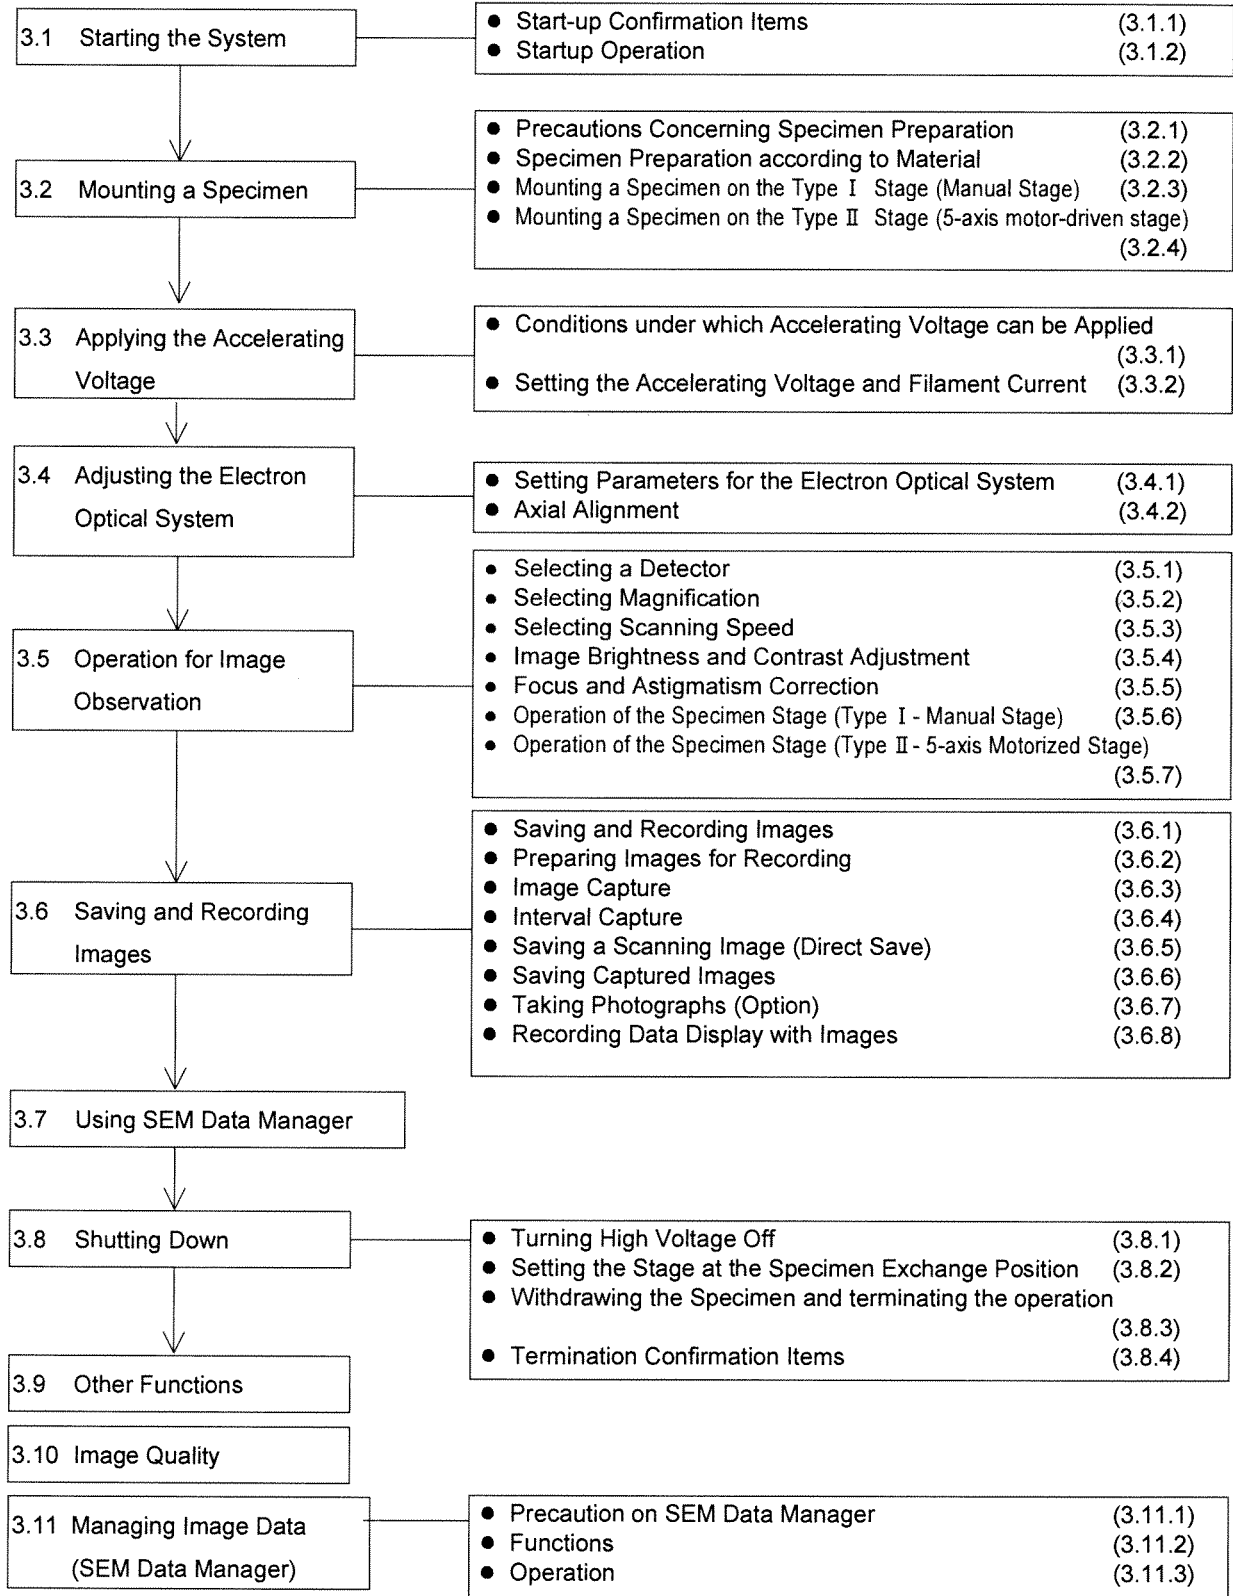 3.1 Starting the System
● Start-up Confirmation Items (3.1.1)
● Startup Operation (3.1.2)
3.2 Mounting a Specimen
● Precautions Concerning Specimen Preparation (3.2.1)
● Specimen Preparation according to Material (3.2.2)
● Mounting a Specimen on the Type Ⅰ Stage (Manual Stage) (3.2.3)
● Mounting a Specimen on the Type Ⅱ Stage (5-axis motor-driven stage)
(3.2.4)
3.3 Applying the Accelerating
Voltage
● Conditions under which Accelerating Voltage can be Applied
(3.3.1)
● Setting the Accelerating Voltage and Filament Current (3.3.2)
3.4 Adjusting the Electron
Optical System
● Setting Parameters for the Electron Optical System (3.4.1)
● Axial Alignment (3.4.2)
3.5 Operation for Image
Observation
● Selecting a Detector (3.5.1)
● Selecting Magnification (3.5.2)
● Selecting Scanning Speed (3.5.3)
● Image Brightness and Contrast Adjustment (3.5.4)
● Focus and Astigmatism Correction (3.5.5)
● Operation of the Specimen Stage (Type Ⅰ - Manual Stage) (3.5.6)
● Operation of the Specimen Stage (Type Ⅱ - 5-axis Motorized Stage)
(3.5.7)
3.6 Saving and Recording
Images
● Saving and Recording Images (3.6.1)
● Preparing Images for Recording (3.6.2)
● Image Capture (3.6.3)
● Interval Capture (3.6.4)
● Saving a Scanning Image (Direct Save) (3.6.5)
● Saving Captured Images (3.6.6)
● Taking Photographs (Option) (3.6.7)
● Recording Data Display with Images (3.6.8)
3.7 Using SEM Data Manager
3.8 Shutting Down
● Turning High Voltage Off (3.8.1)
● Setting the Stage at the Specimen Exchange Position (3.8.2)
● Withdrawing the Specimen and terminating the operation
(3.8.3)
● Termination Confirmation Items (3.8.4)
3.9 Other Functions
3.10 Image Quality
3.11 Managing Image Data
(SEM Data Manager)
● Precaution on SEM Data Manager (3.11.1)
● Functions (3.11.2)
● Operation (3.11.3)